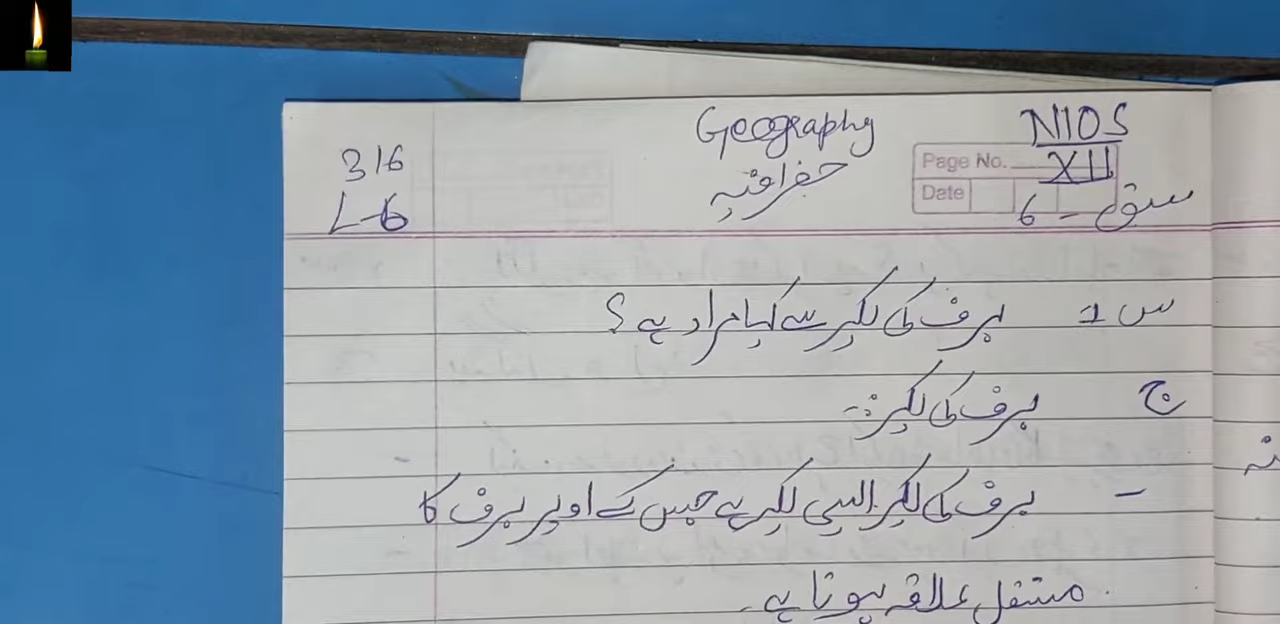 Geography
NIOS
316
Page No. XII
جغرافیہ
Date
L-6
سبق - 6
س 1 برف کی لکیر سے کیا مراد ہے؟
ج برف کی لکیر:-
- برف کی لکیر ایسی لکیر ہے جس کے اوپر برف کا
مستقل علاقہ ہوتا ہے۔